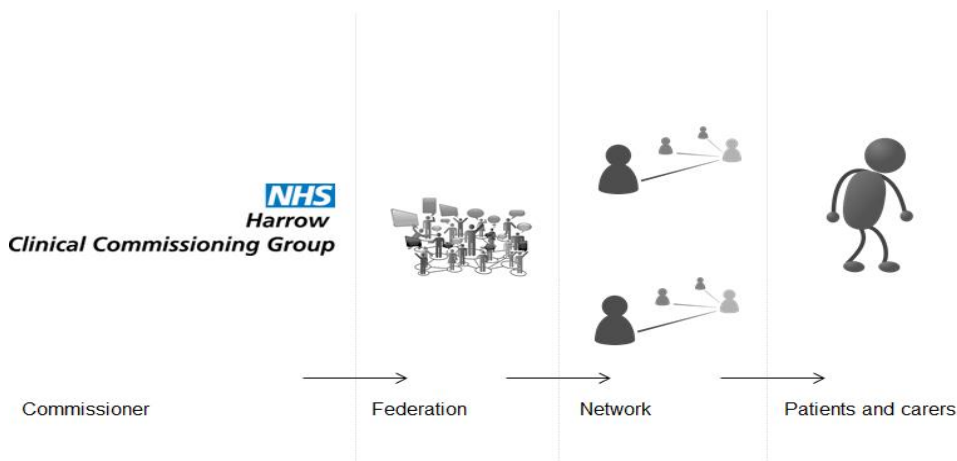 NHS
Harrow
Clinical Commissioning Group
Commissioner
Federation
Network
Patients and carers